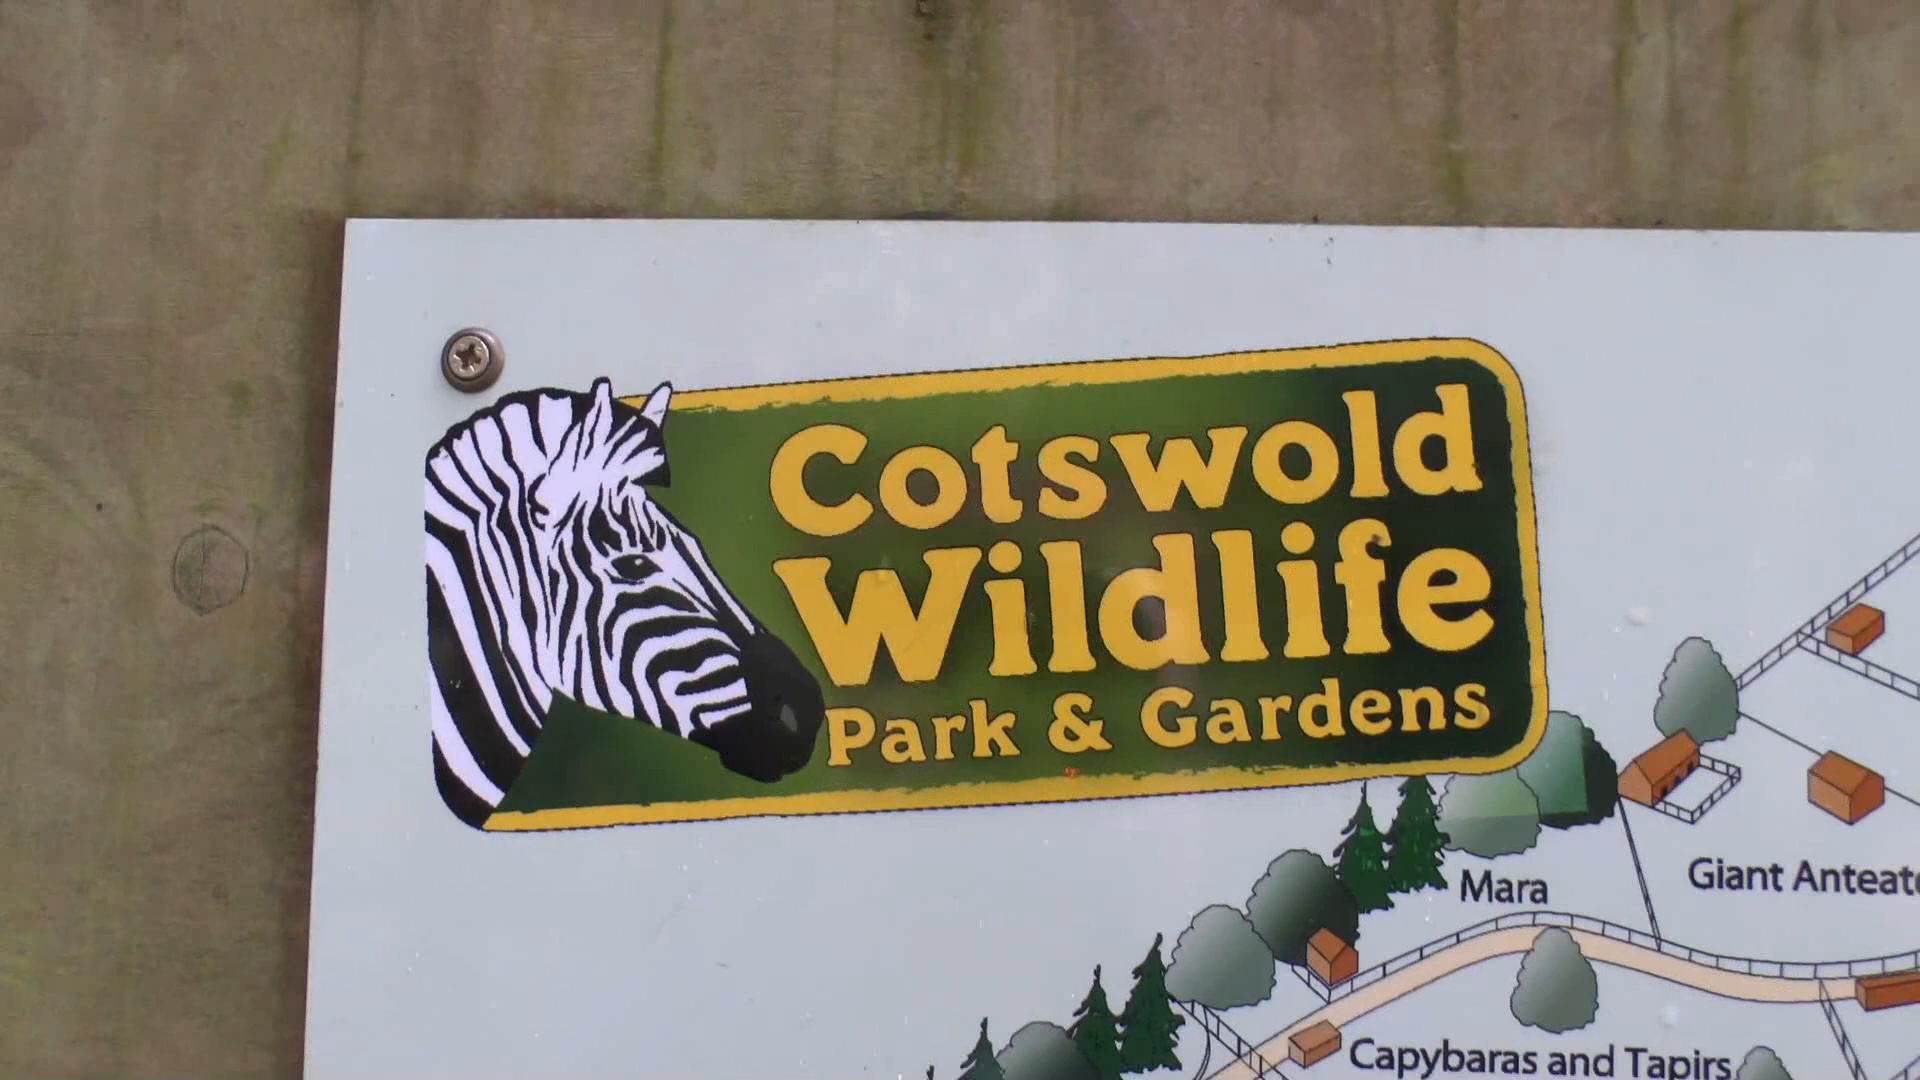 Cotswold
Wildlife
Park & Gardens
Mara
Giant Anteate
Capybaras and Tapirs